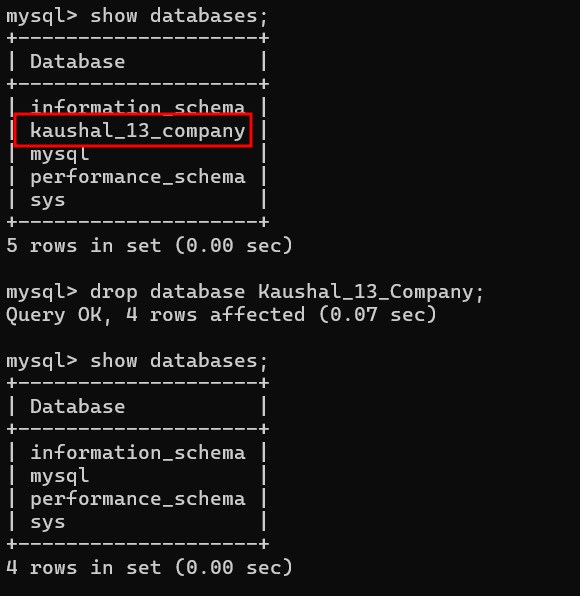 mysql> show databases;
+--------------------+
| Database           |
+--------------------+
| information_schema |
| kaushal_13_company |
| mysql              |
| performance_schema |
| sys                |
+--------------------+
5 rows in set (0.00 sec)
mysql> drop database Kaushal_13_Company;
Query OK, 4 rows affected (0.07 sec)
mysql> show databases;
+--------------------+
| Database           |
+--------------------+
| information_schema |
| mysql              |
| performance_schema |
| sys                |
+--------------------+
4 rows in set (0.00 sec)